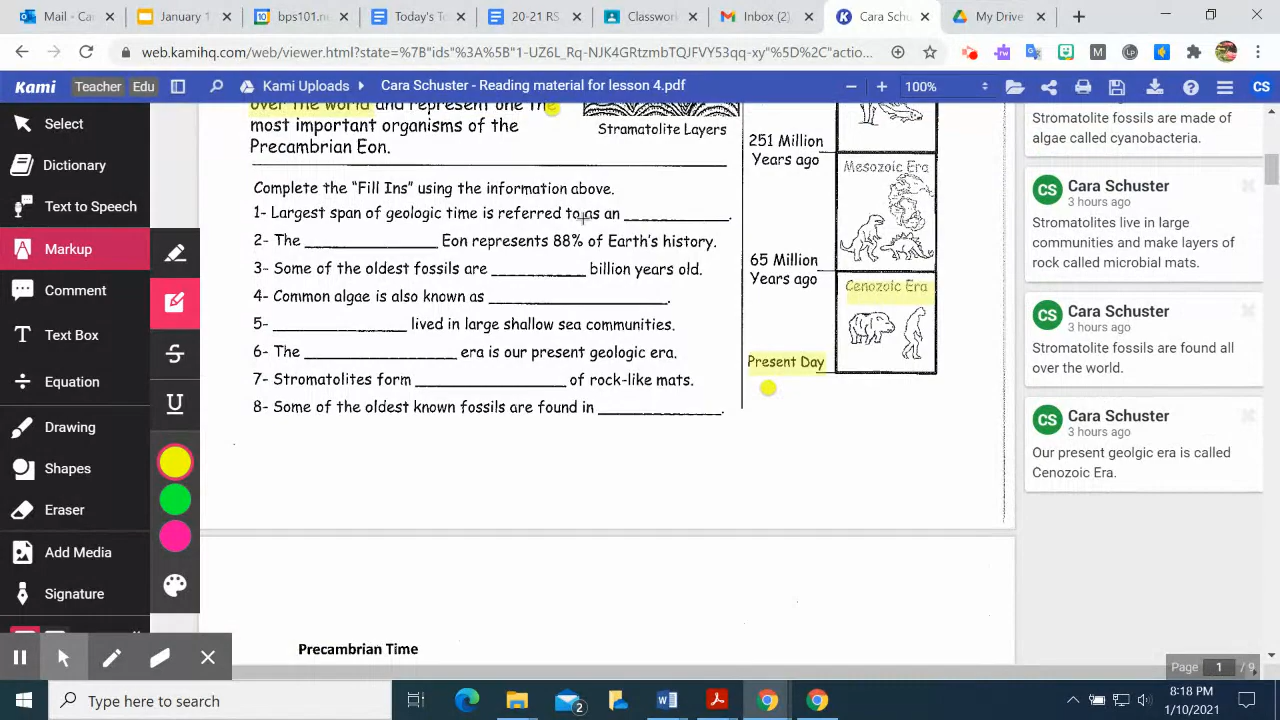 Mail - Ca
January 1
bps101.n
Today's T
20-21 RS
Classwor
Inbox (2)
Cara Sch
My Drive
web.kamihq.com/web/viewer.html?state=%7B"ids"%3A%5B"1-UZ6L_Rq-NJK4GRtzmbTQJFVY53qq-xy"%5D%2C"actio...
Kami
Teacher
Edu
Kami Uploads
Cara Schuster - Reading material for lesson 4.pdf
100%
CS
Select
Dictionary
Text to Speech
Markup
Comment
Text Box
Equation
Drawing
Shapes
Eraser
Add Media
Signature
over the world and represent one the
most important organisms of the
Precambrian Eon.
Stramatolite Layers
Complete the "Fill Ins" using the information above.
1- Largest span of geologic time is referred to as an ____________.
2- The ______________ Eon represents 88% of Earth's history.
3- Some of the oldest fossils are __________ billion years old.
4- Common algae is also known as ___________________.
5- ______________ lived in large shallow sea communities.
6- The ________________ era is our present geologic era.
7- Stromatolites form ________________ of rock-like mats.
8- Some of the oldest known fossils are found in _____________.
251 Million
Years ago
Mesozoic Era
65 Million
Years ago
Cenozoic Era
Present Day
Precambrian Time
Stromatolite fossils are made of
algae called cyanobacteria.
CS
Cara Schuster
3 hours ago
Stromatolites live in large
communities and make layers of
rock called microbial mats.
CS
Cara Schuster
3 hours ago
Stromatolite fossils are found all
over the world.
CS
Cara Schuster
3 hours ago
Our present geolgic era is called
Cenozoic Era.
Page 1 / 9
Type here to search
2
8:18 PM
1/10/2021